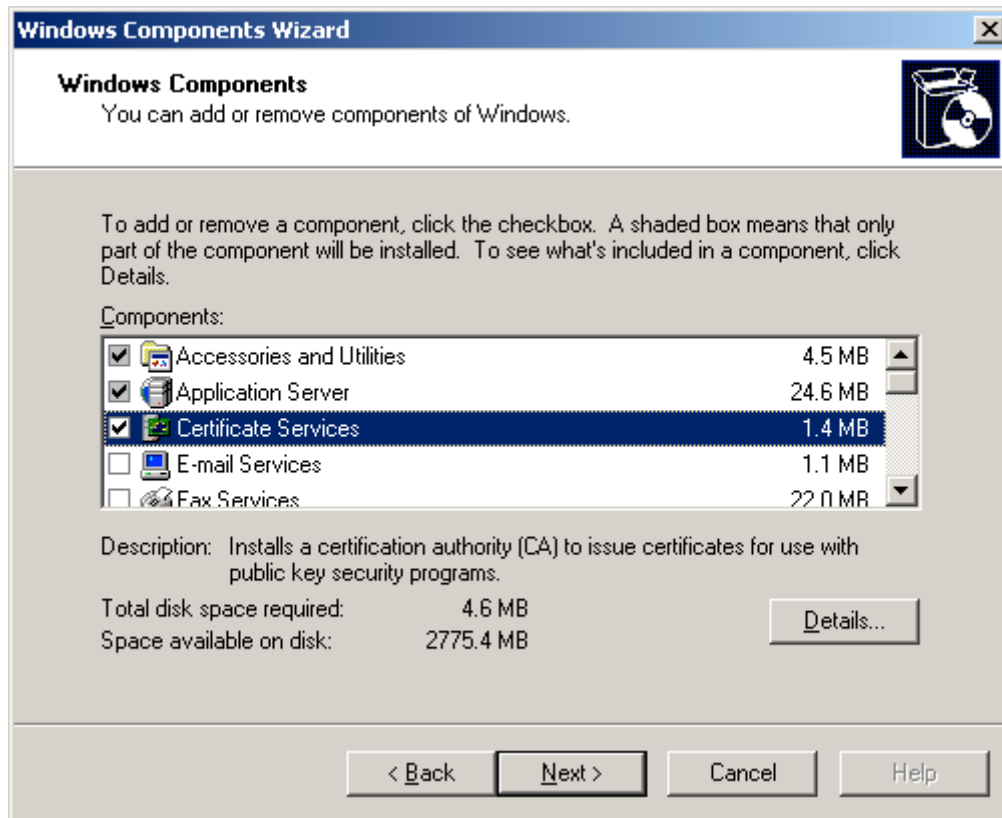 Windows Components Wizard
Windows Components
You can add or remove components of Windows.
To add or remove a component, click the checkbox. A shaded box means that only
part of the component will be installed. To see what's included in a component, click
Details.
Components:
Accessories and Utilities 4.5 MB
Application Server 24.6 MB
Certificate Services 1.4 MB
E-mail Services 1.1 MB
Fax Services 22.0 MB
Description: Installs a certification authority (CA) to issue certificates for use with
public key security programs.
Total disk space required: 4.6 MB
Space available on disk: 2775.4 MB
Details...
< Back Next > Cancel Help